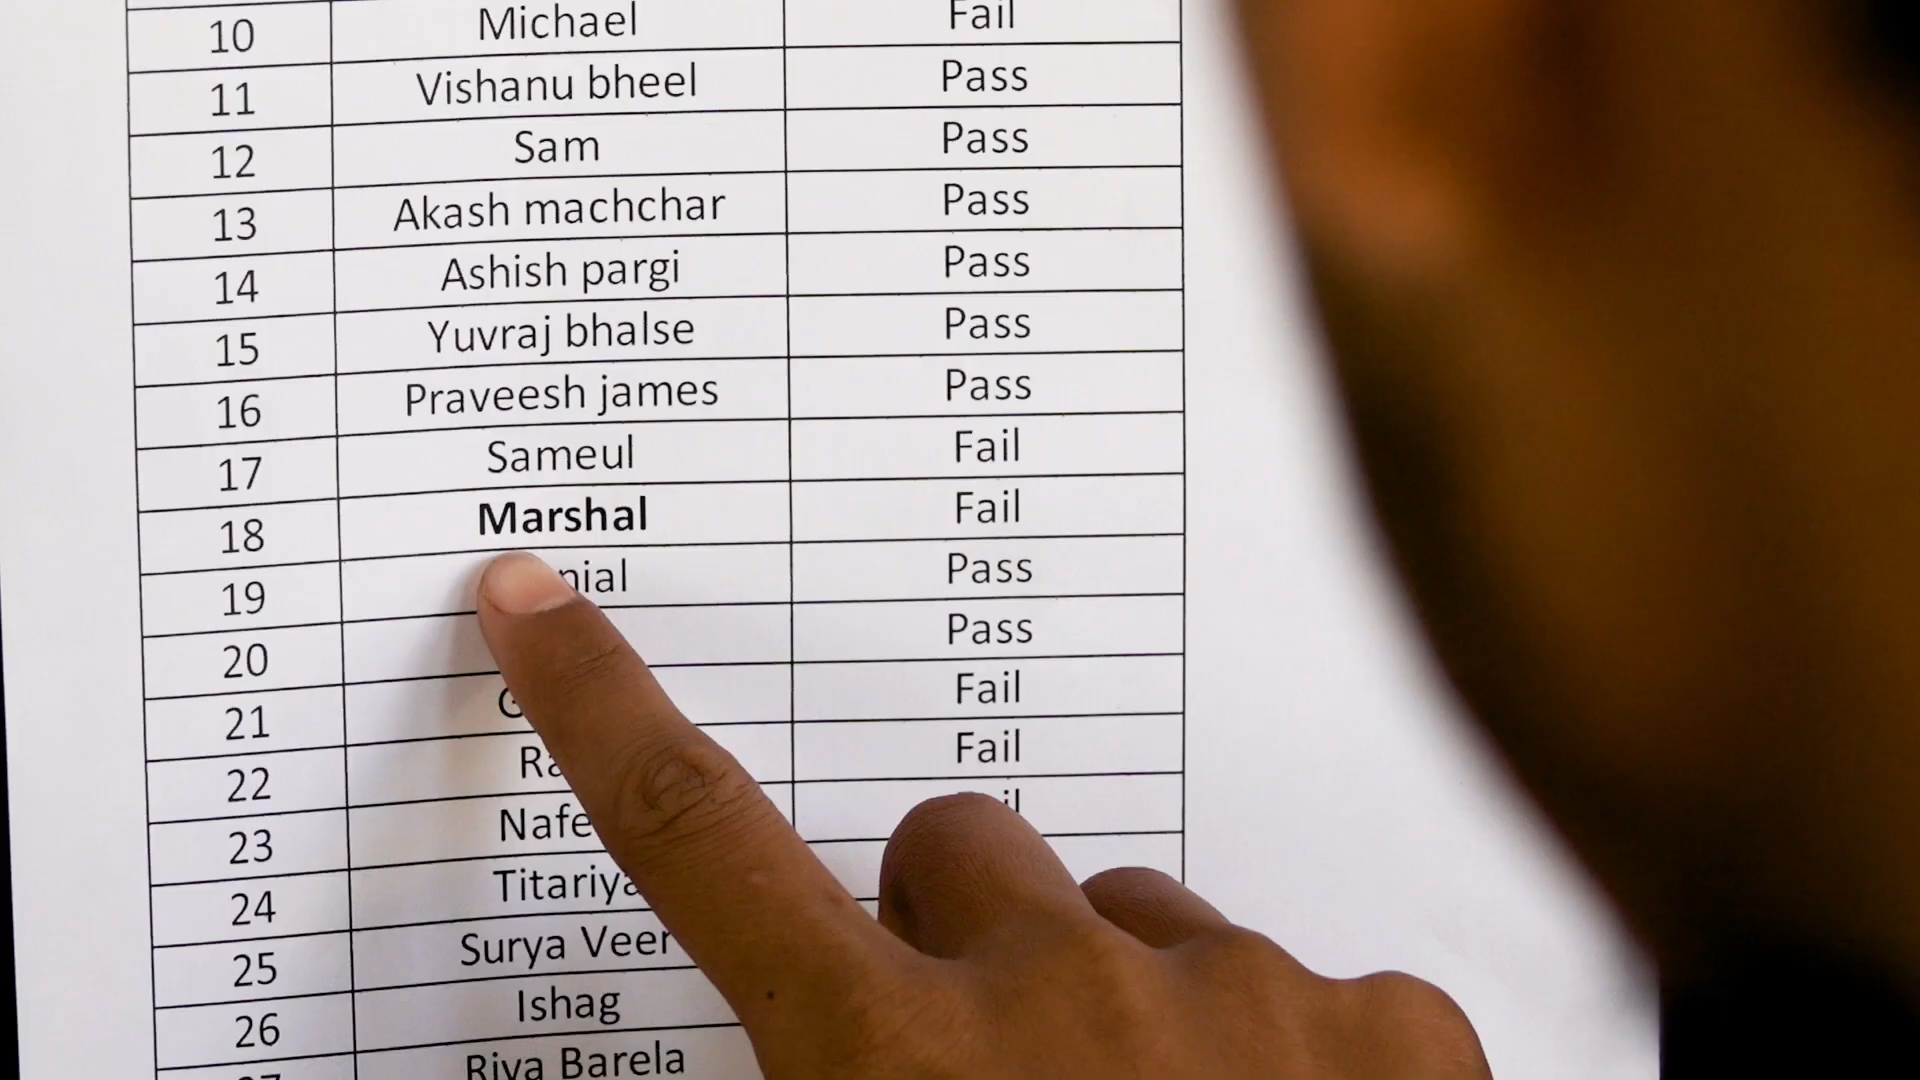 10 Michael Fail
11 Vishanu bheel Pass
12 Sam Pass
13 Akash machchar Pass
14 Ashish pargi Pass
15 Yuvraj bhalse Pass
16 Praveesh james Pass
17 Sameul Fail
18 Marshal Fail
19 Pass
20 Pass
21 Fail
22 Fail
23
24
25 Surya Veer
26 Ishag
Riya Barela